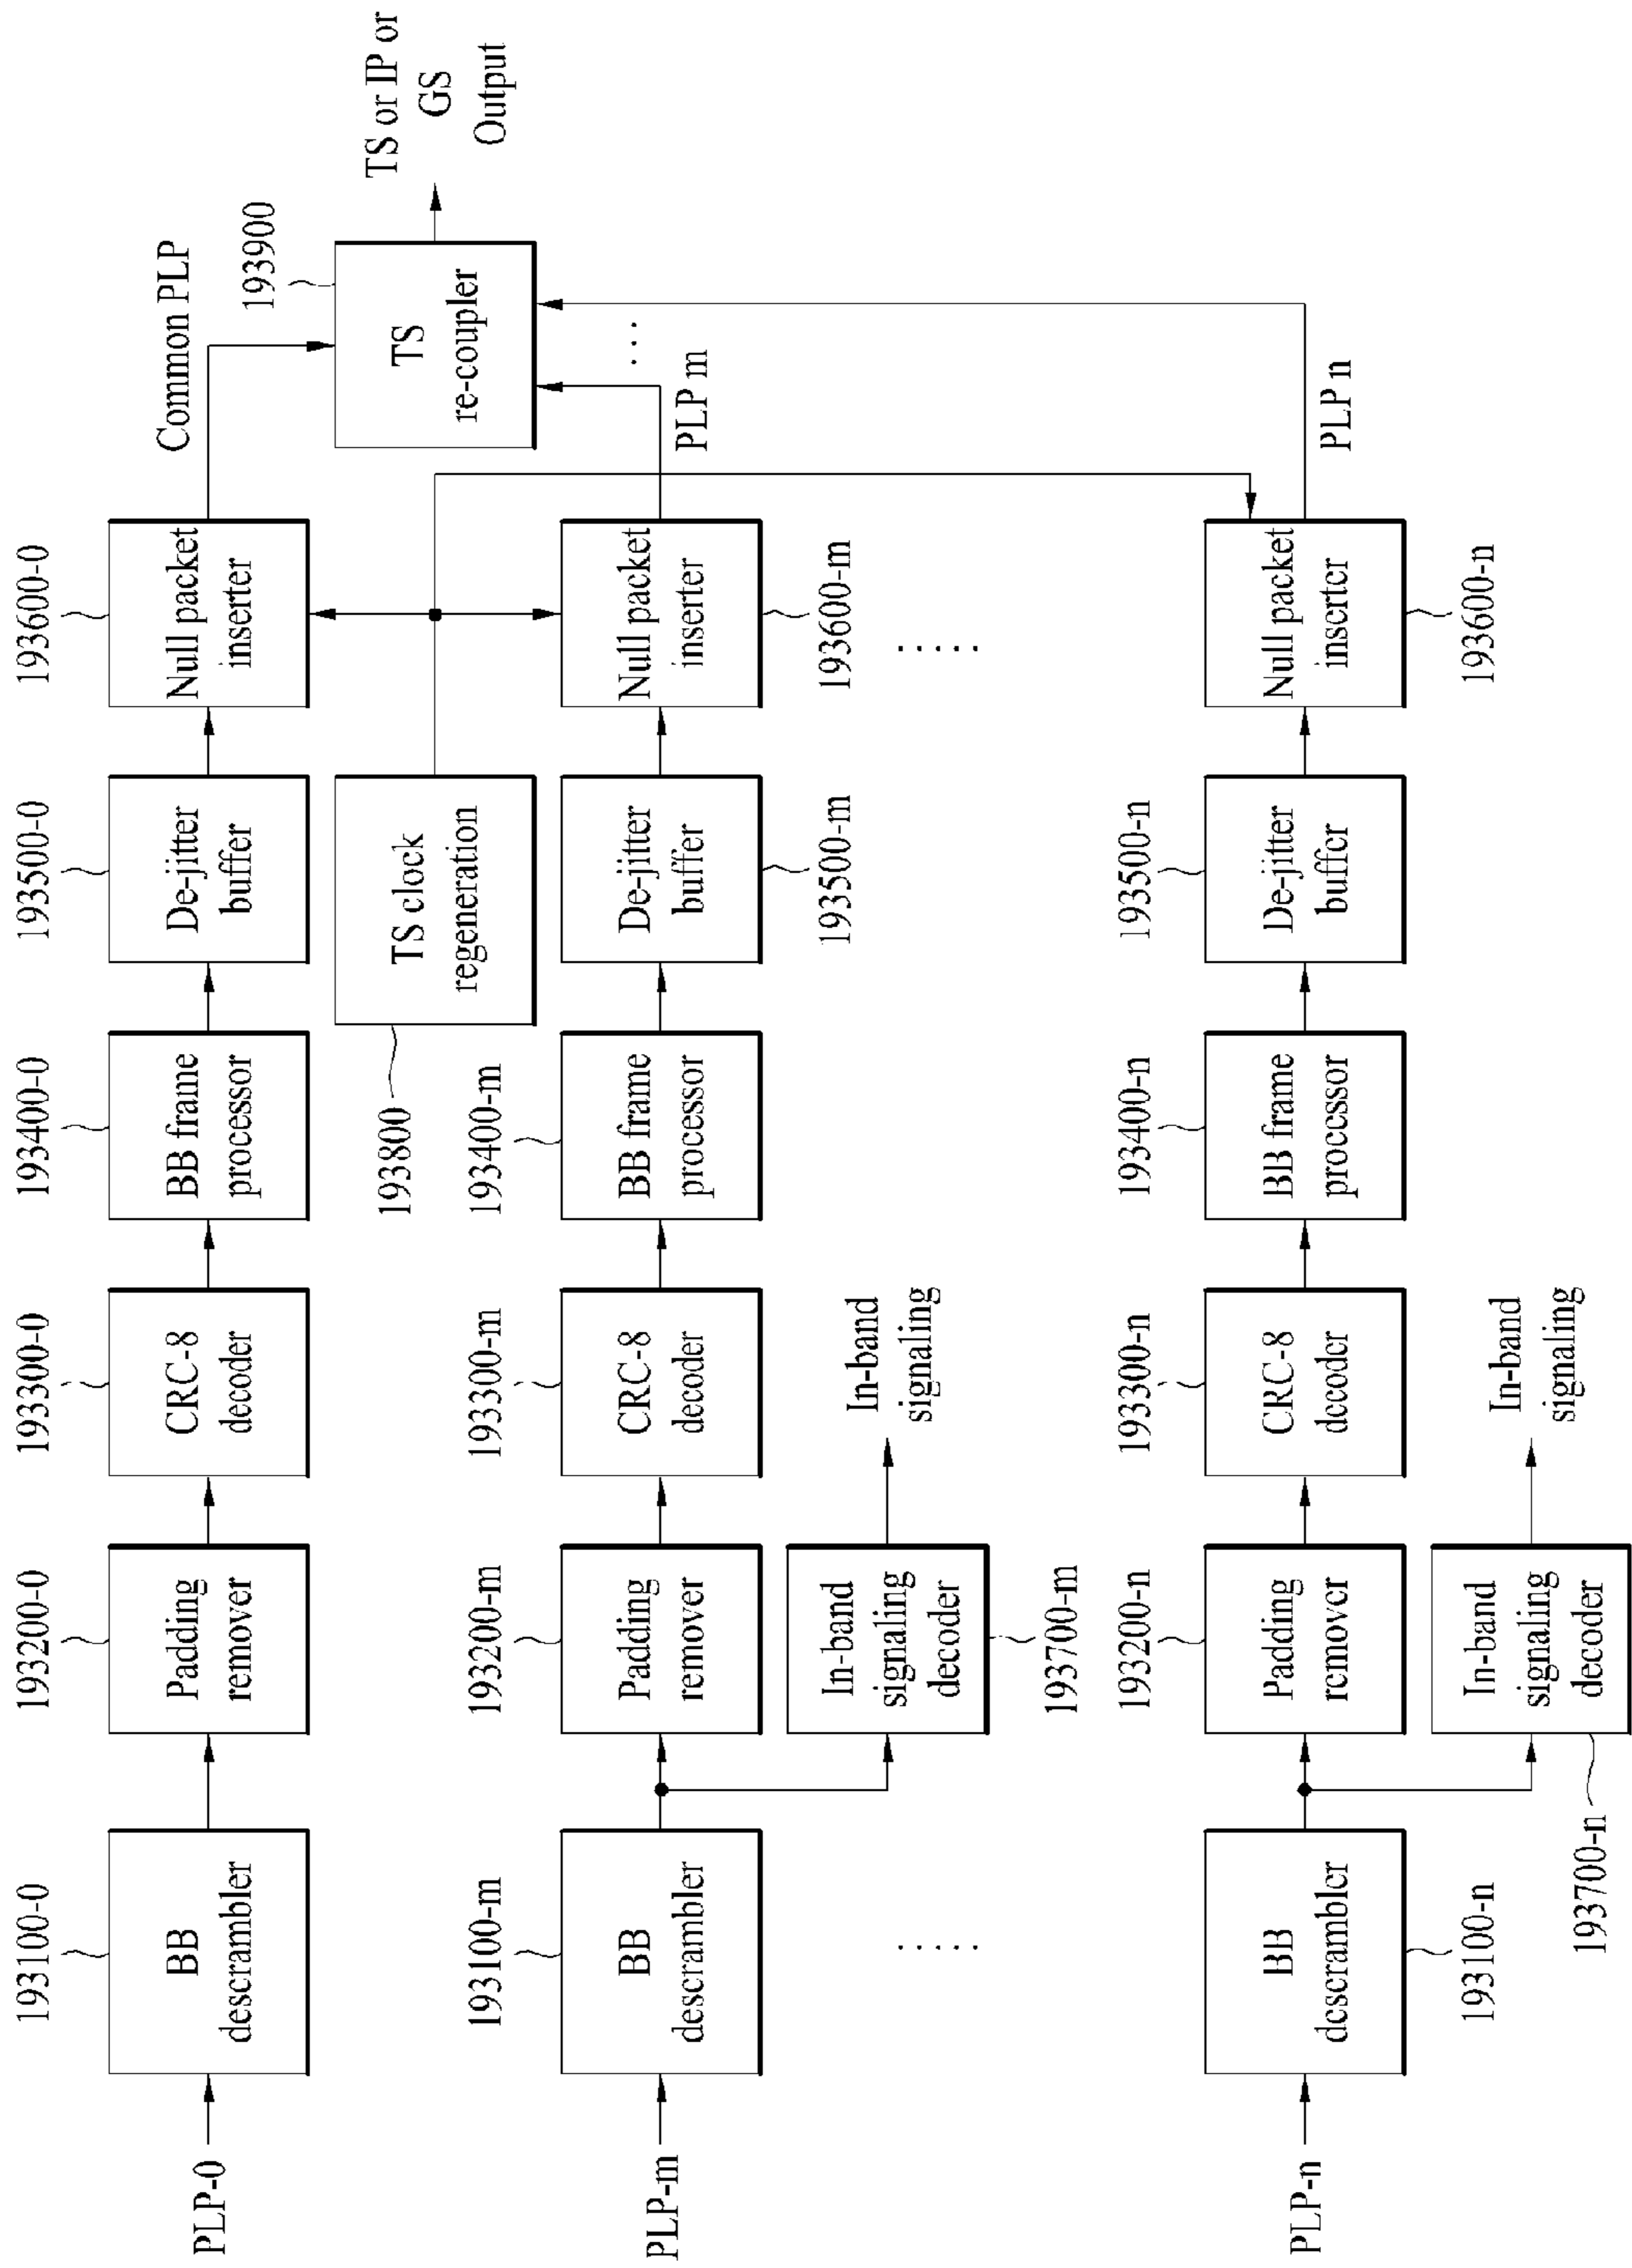 193100-0
193200-0
193300-0
193400-0
193500-0
193600-0
PLP-0
BB
descrambler
Padding
remover
CRC-8
decoder
BB frame
processor
De-jitter
buffer
Null packet
inserter
Common PLP
193800
TS clock
regeneration
193900
TS
re-coupler
TS or IP or
GS
Output
193100-m
193200-m
193300-m
193400-m
PLP-m
BB
descrambler
Padding
remover
CRC-8
decoder
BB frame
processor
De-jitter
buffer
Null packet
inserter
PLP m
. . .
In-band
signaling
decoder
In-band
signaling
193700-m
193500-m
193600-m
. . . . .
. . . . .
193200-n
193300-n
193400-n
193500-n
PLP-n
BB
descrambler
Padding
remover
CRC-8
decoder
BB frame
processor
De-jitter
buffer
Null packet
inserter
PLP n
193100-n
193600-n
In-band
signaling
decoder
In-band
signaling
193700-n